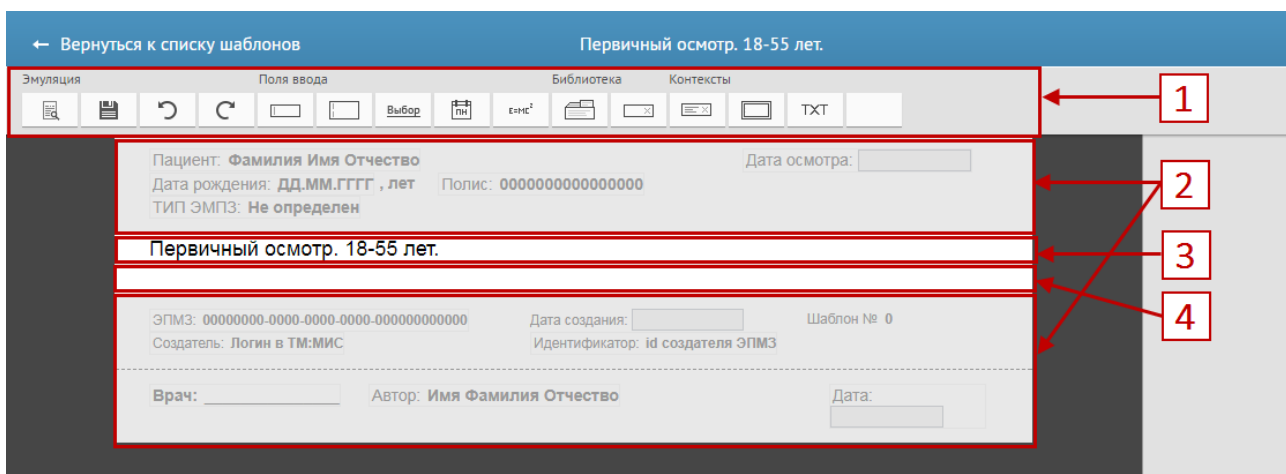 ← Вернуться к списку шаблонов Первичный осмотр. 18-55 лет.
Эмуляция Поля ввода Библиотека Контексты
Выбор ПН E=MC² TXT
1
Пациент: Фамилия Имя Отчество Дата осмотра:
Дата рождения: ДД.ММ.ГГГГ , лет Полис: 0000000000000000
ТИП ЭМПЗ: Не определен
2
Первичный осмотр. 18-55 лет.
3
ЭПМЗ: 00000000-0000-0000-0000-000000000000 Дата создания: Шаблон № 0
4
Создатель: Логин в ТМ:МИС Идентификатор: id создателя ЭПМЗ
Врач: Автор: Имя Фамилия Отчество Дата: